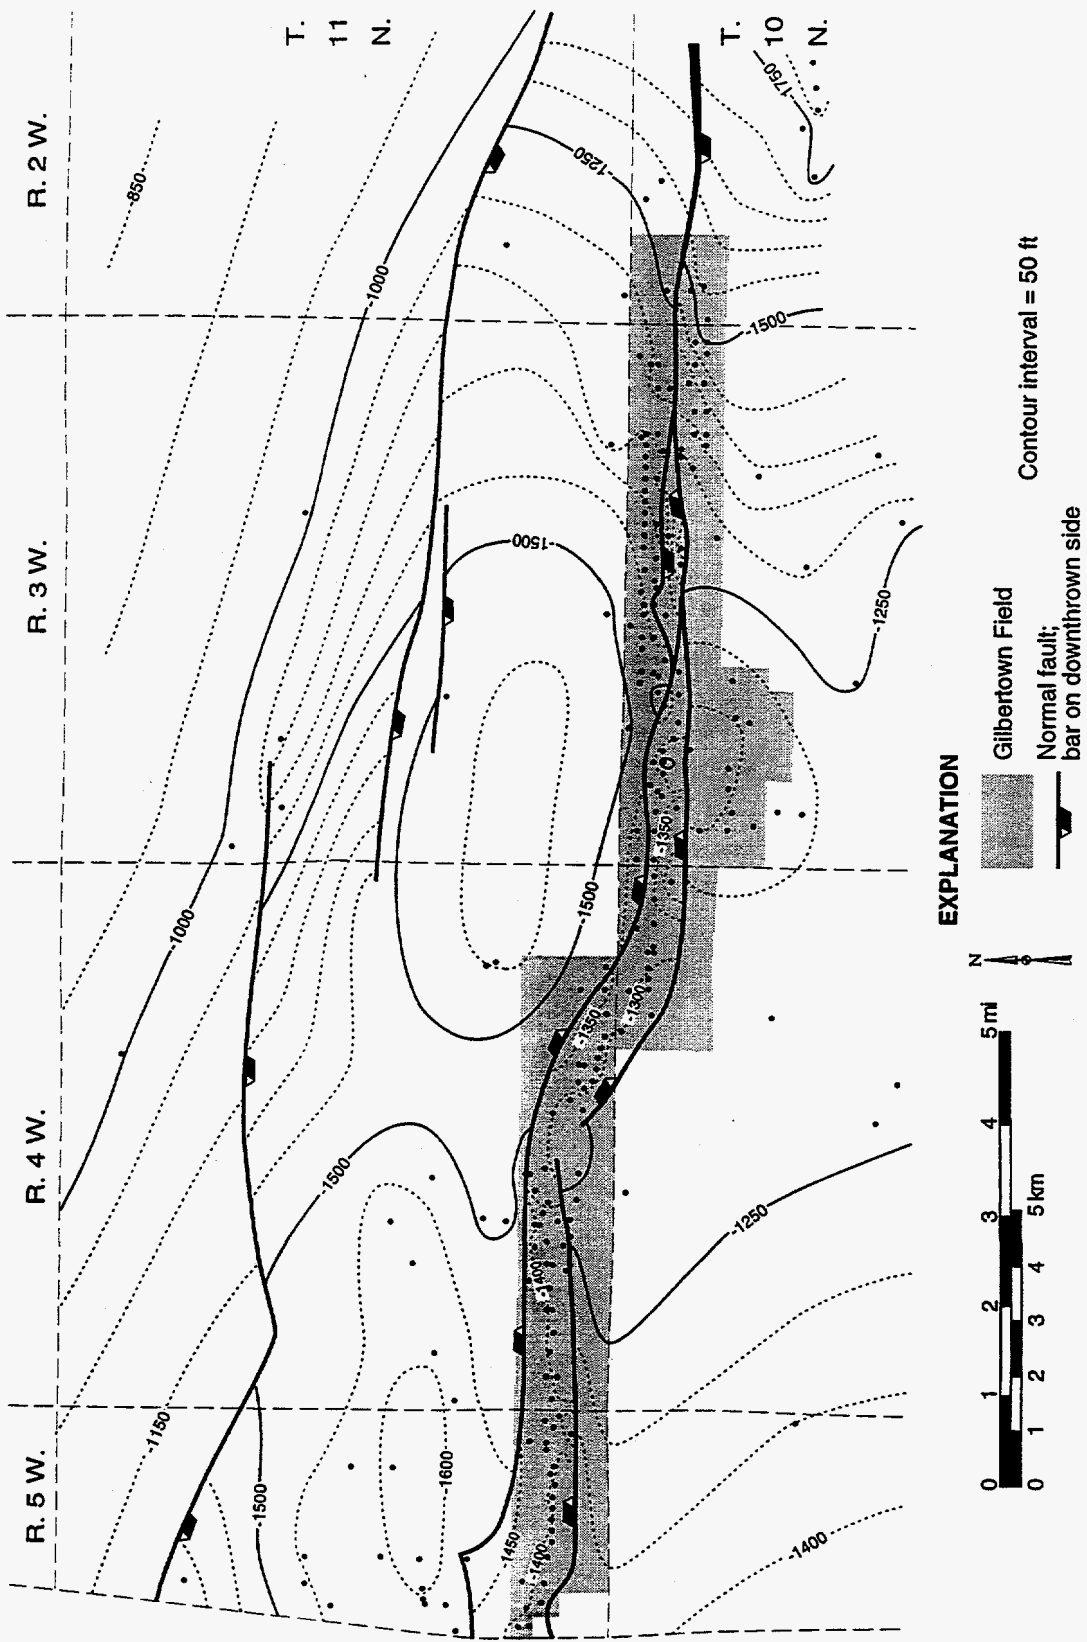 R. 5 W.
R. 4 W.
R. 3 W.
R. 2 W.
-850
-1000
-1000
T.
11
N.
-1150
-1500
-1500
-1500
-1500
-1250
-1600
-1450
-1400
-1400
-1350
-1300
-1350
T.
10
N.
-1750
-1500
-1250
-1250
-1400
N
0 1 2 3 4 5 mi
0 1 2 3 4 5 km
EXPLANATION
Gilbertown Field
Normal fault;
bar on downthrown side
Contour interval = 50 ft